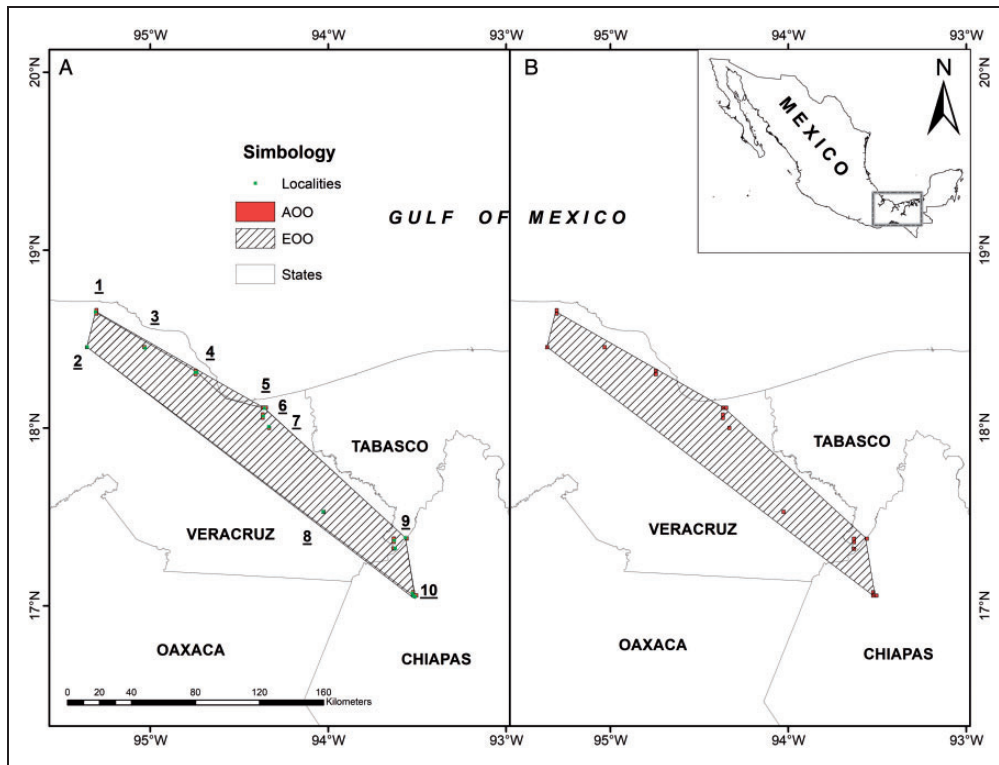 95°W
94°W
93°W
95°W
94°W
93°W
20°N
19°N
18°N
17°N
A
Simbology
Localities
AOO
EOO
States
GULF OF MEXICO
1
2
3
4
5
6
7
8
9
10
TABASCO
VERACRUZ
OAXACA
CHIAPAS
0 20 40 80 120 160
Kilometers
B
MEXICO
N
TABASCO
VERACRUZ
OAXACA
CHIAPAS
20°N
19°N
18°N
17°N
95°W
94°W
93°W
95°W
94°W
93°W